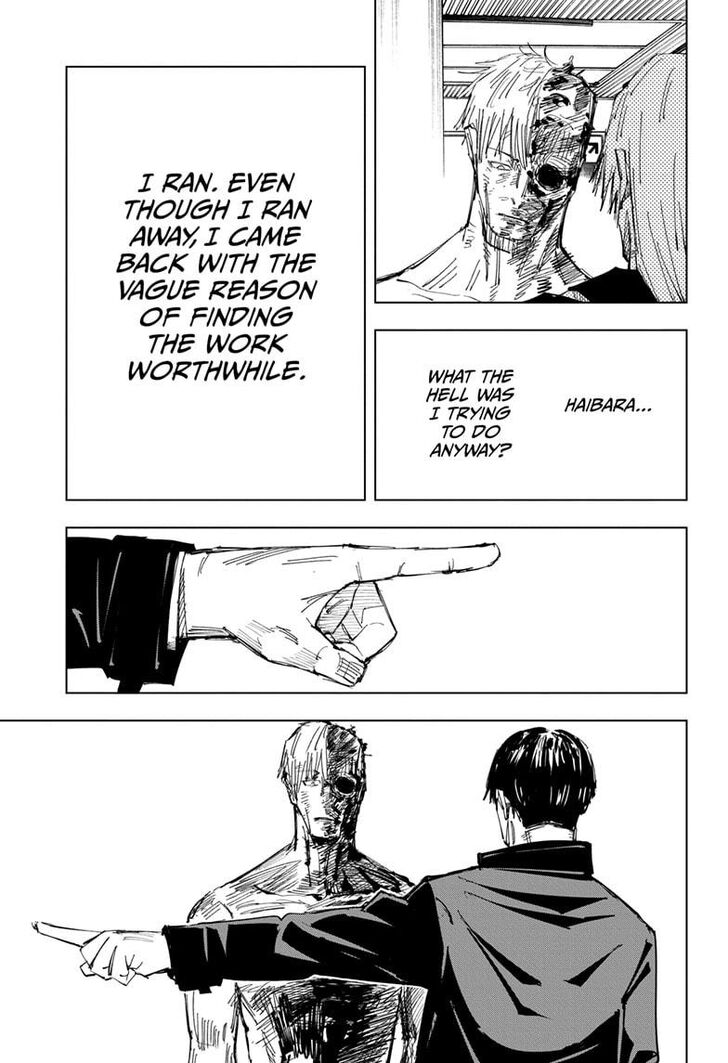 HAIBARA...
WHAT THE
HELL WAS
I TRYING
TO DO
ANYWAY?
I RAN. EVEN
THOUGH I RAN
AWAY, I CAME
BACK WITH THE
VAGUE REASON
OF FINDING
THE WORK
WORTHWHILE.